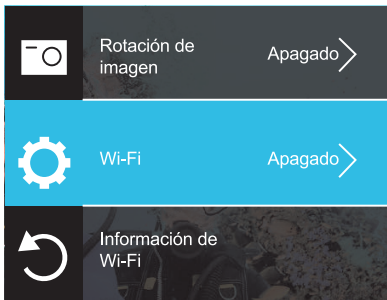 Rotación de
imagen
Apagado
Wi-Fi
Apagado
Información de
Wi-Fi